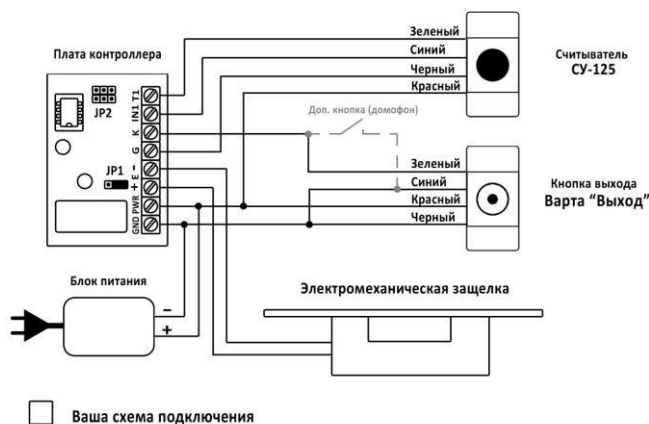 Плата контроллера
JP2
JP1
T1
IN1
K
G
E
−
+
PWR
GND
Зеленый
Синий
Черный
Красный
Считыватель
СУ-125
Доп. кнопка (домофон)
Зеленый
Синий
Красный
Черный
Кнопка выхода
Варта “Выход”
Блок питания
−
+
Электромеханическая защелка
Ваша схема подключения